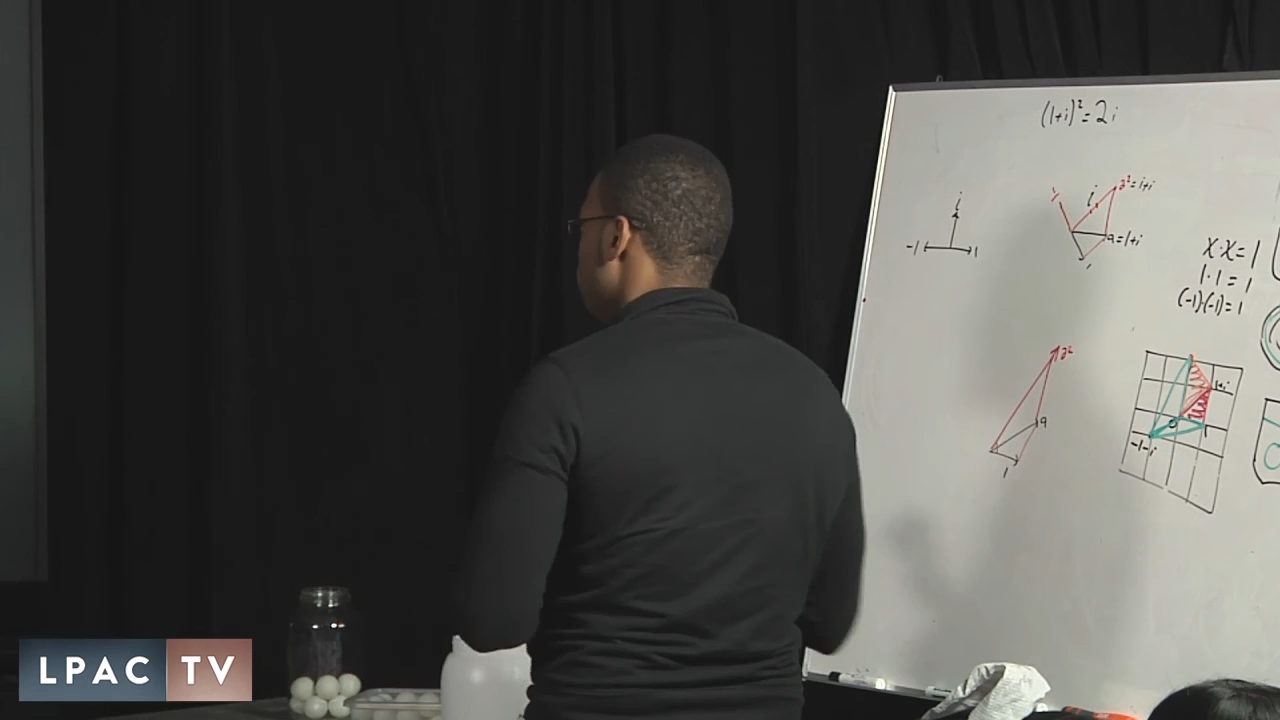 (1+i)²=2i
i
-1
1
i
a²=i+i
a=1+i
X·X=1
1·1=1
(-1)·(-1)=1
a²
a
1
1+i
0
1
-1-i
LPAC TV